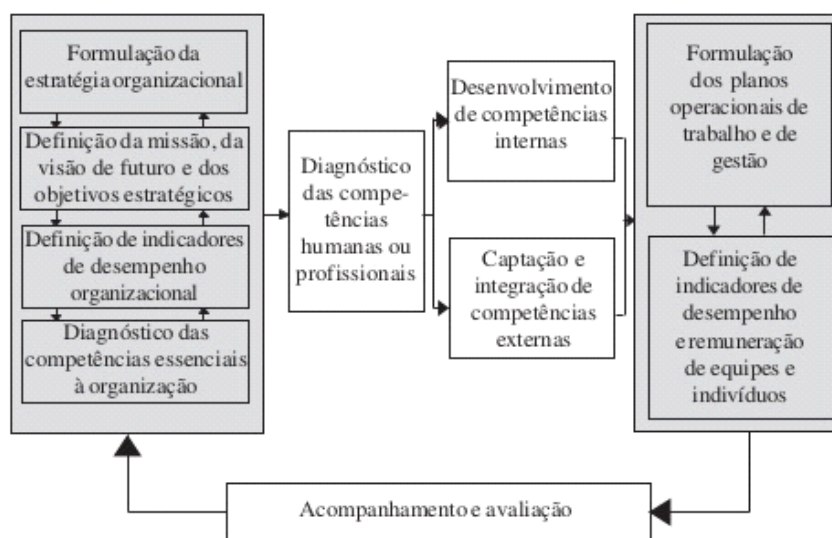 Formulação da
estratégia organizacional
Definição da missão, da
visão de futuro e dos
objetivos estratégicos
Definição de indicadores
de desempenho
organizacional
Diagnóstico das
competências essenciais
à organização
Diagnóstico
das compe-
tências
humanas ou
profissionais
Desenvolvimento
de competências
internas
Captação e
integração de
competências
externas
Formulação
dos planos
operacionais de
trabalho e de
gestão
Definição de
indicadores de
desempenho
e remuneração
de equipes e
indivíduos
Acompanhamento e avaliação